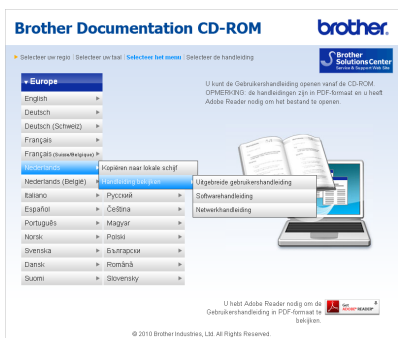 Brother Documentation CD-ROM
brother.
Selecteer uw regio | Selecteer uw taal | Selecteer het menu | Selecteer de handleiding
Brother
SolutionsCenter
Service & Support Web Site
Europe
English
Deutsch
Deutsch (Schweiz)
Français
Français (Suisse/Belgique)
Nederlands
Nederlands (België)
Italiano
Español
Português
Norsk
Svenska
Dansk
Suomi
Kopiëren naar lokale schijf
Handleiding bekijken
Русский
Čeština
Magyar
Polski
Български
Română
Slovensky
Uitgebreide gebruikershandleiding
Softwarehandleiding
Netwerkhandleiding
U kunt de Gebruikershandleiding openen vanaf de CD-ROM.
OPMERKING: de handleidingen zijn in PDF-formaat en u heeft
Adobe Reader nodig om het bestand te openen.
U hebt Adobe Reader nodig om de
Gebruikershandleiding in PDF-formaat te
bekijken.
Get
ADOBE® READER®
© 2010 Brother Industries, Ltd. All Rights Reserved.